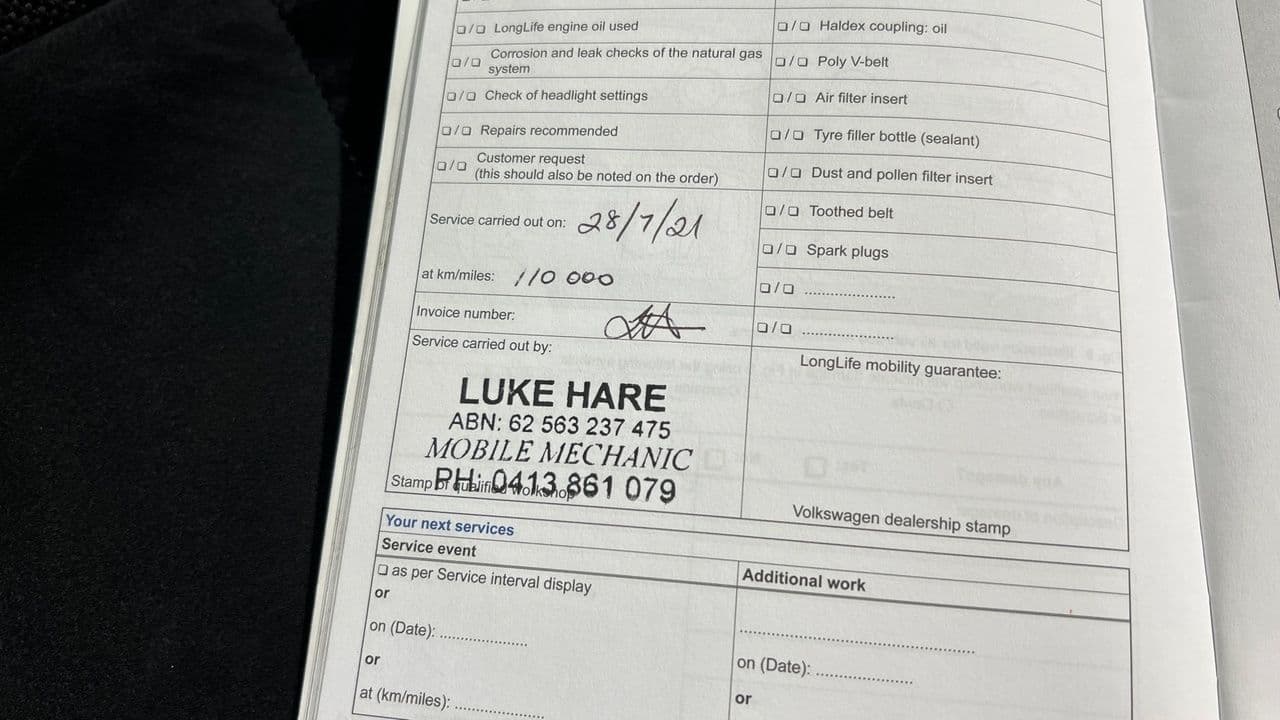 ❏/❏ LongLife engine oil used
❏/❏ Corrosion and leak checks of the natural gas
system
❏/❏ Check of headlight settings
❏/❏ Repairs recommended
❏/❏ Customer request
(this should also be noted on the order)
Service carried out on: 28/7/21
at km/miles: 110 000
Invoice number:
Service carried out by:
LUKE HARE
ABN: 62 563 237 475
MOBILE MECHANIC
PH: 0413 861 079
Stamp of qualified workshop
❏/❏ Haldex coupling: oil
❏/❏ Poly V-belt
❏/❏ Air filter insert
❏/❏ Tyre filler bottle (sealant)
❏/❏ Dust and pollen filter insert
❏/❏ Toothed belt
❏/❏ Spark plugs
❏/❏ ......................
❏/❏ ......................
LongLife mobility guarantee:
Volkswagen dealership stamp
Your next services
Service event
❏ as per Service interval display
or
on (Date): .....................
or
at (km/miles): .....................
Additional work
.......................................................
on (Date): .......................
or